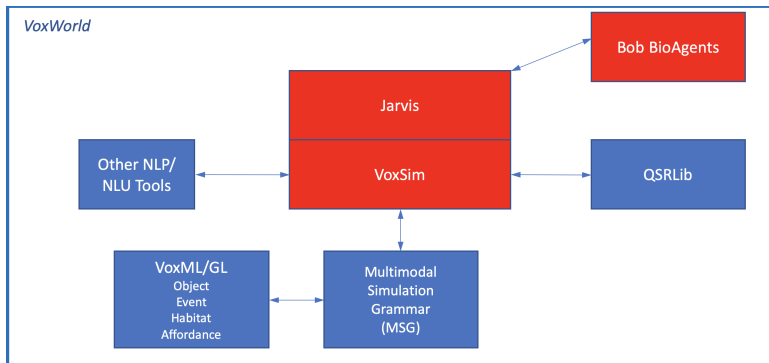 VoxWorld
Bob BioAgents
Jarvis
Other NLP/
NLU Tools
VoxSim
QSRLib
VoxML/GL
Object
Event
Habitat
Affordance
Multimodal
Simulation
Grammar
(MSG)